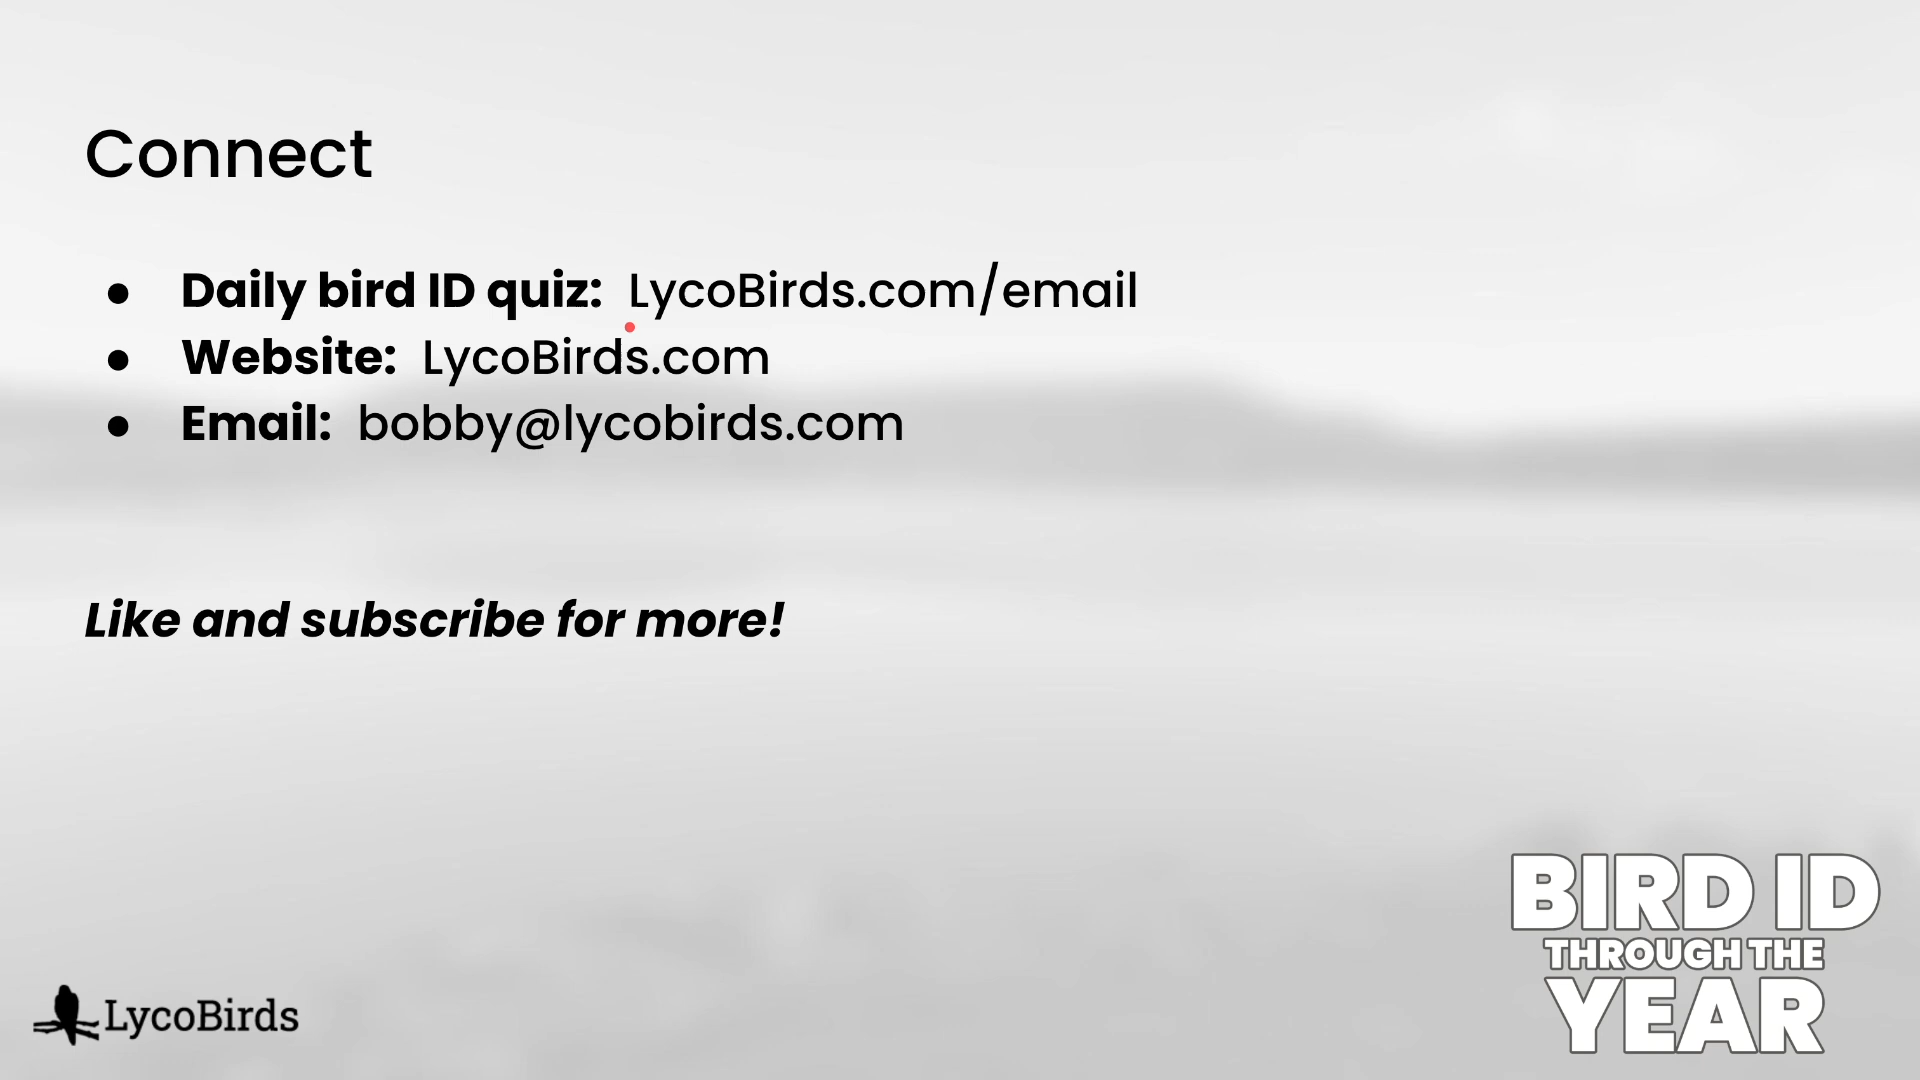 Connect
● Daily bird ID quiz: LycoBirds.com/email
● Website: LycoBirds.com
● Email: bobby@lycobirds.com
Like and subscribe for more!
LycoBirds
BIRD ID
THROUGH THE
YEAR